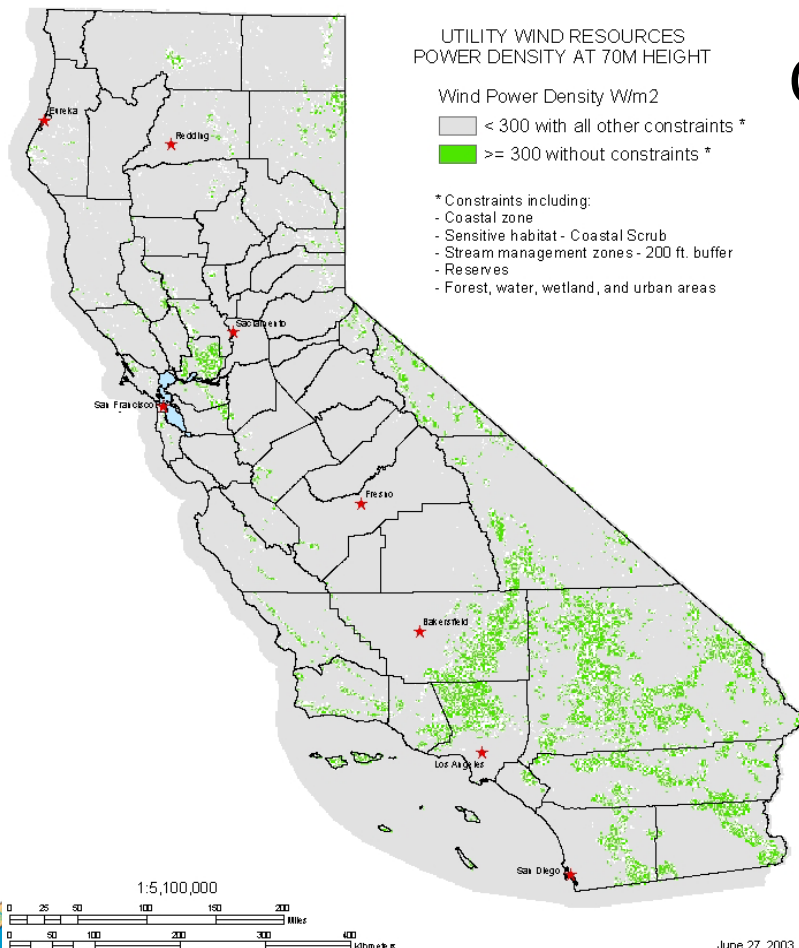 UTILITY WIND RESOURCES
POWER DENSITY AT 70M HEIGHT
Wind Power Density W/m2
< 300 with all other constraints *
>= 300 without constraints *
* Constraints including:
- Coastal zone
- Sensitive habitat - Coastal Scrub
- Stream management zones - 200 ft. buffer
- Reserves
- Forest, water, wetland, and urban areas
Eureka
Redding
Sacramento
San Francisco
Fresno
Bakersfield
Los Angeles
San Diego
1:5,100,000
0 25 50 100 150 200
Miles
0 50 100 200 300 400
Kilometers
June 27, 2003